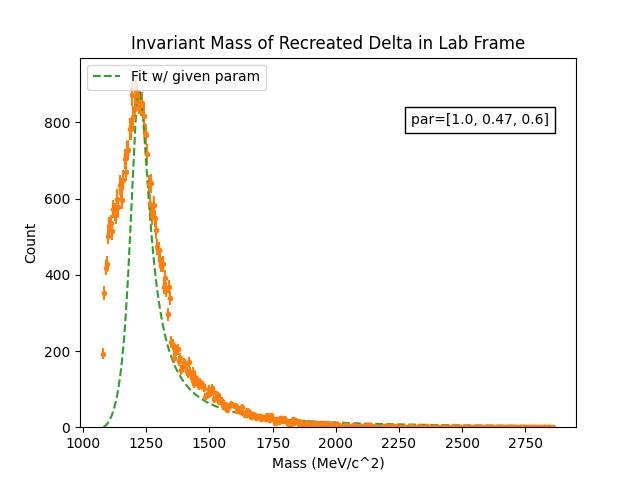 Invariant Mass of Recreated Delta in Lab Frame
Fit w/ given param
par=[1.0, 0.47, 0.6]
800
600
400
200
0
Count
1000 1250 1500 1750 2000 2250 2500 2750
Mass (MeV/c^2)